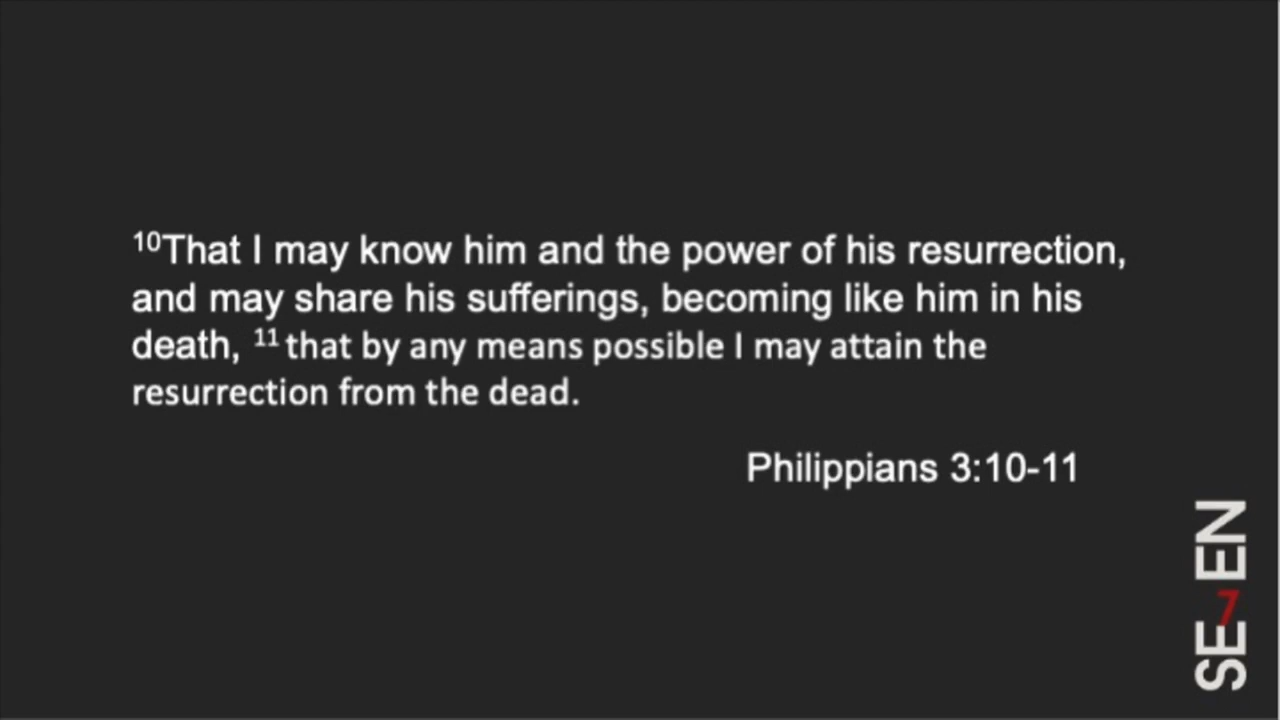 ¹⁰That I may know him and the power of his resurrection,
and may share his sufferings, becoming like him in his
death, ¹¹ that by any means possible I may attain the
resurrection from the dead.
Philippians 3:10-11
SE7EN